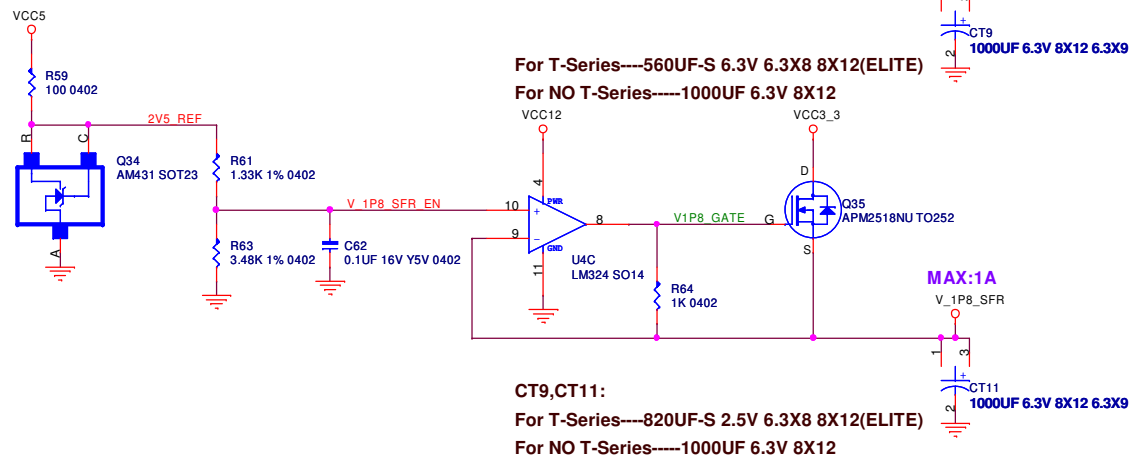 VCC5
R59
100 0402
2V5_REF
R
C
Q34
AM431 SOT23
A
R61
1.33K 1% 0402
R63
3.48K 1% 0402
V_1P8_SFR_EN
C62
0.1UF 16V Y5V 0402
CT9
1000UF 6.3V 8X12 6.3X9
2
For T-Series----560UF-S 6.3V 6.3X8 8X12(ELITE)
For NO T-Series-----1000UF 6.3V 8X12
VCC12
4
PWR
10
+
9
-
8
GND
11
U4C
LM324 SO14
V1P8_GATE
R64
1K 0402
VCC3_3
D
G
S
Q35
APM2518NU TO252
MAX:1A
V_1P8_SFR
1
3
+
2
CT11
1000UF 6.3V 8X12 6.3X9
CT9,CT11:
For T-Series----820UF-S 2.5V 6.3X8 8X12(ELITE)
For NO T-Series-----1000UF 6.3V 8X12